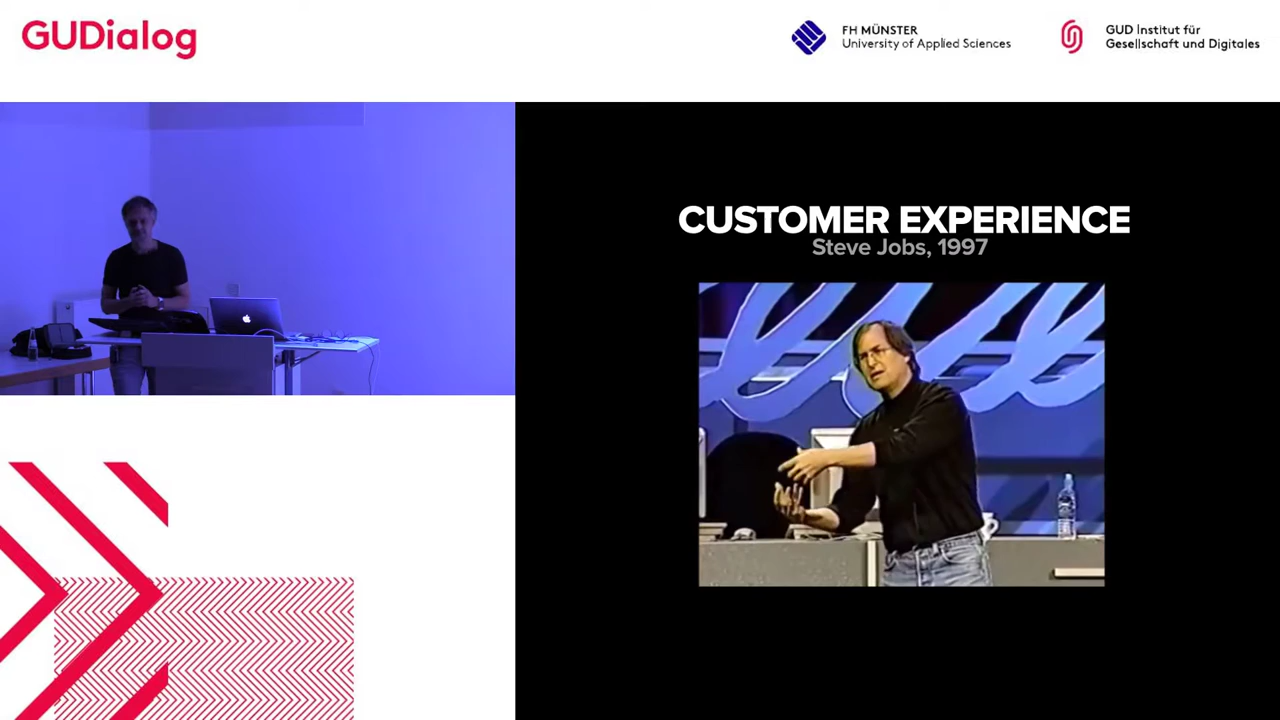 GUDialog
FH MÜNSTER
University of Applied Sciences
GUD Institut für
Gesellschaft und Digitales
CUSTOMER EXPERIENCE
Steve Jobs, 1997